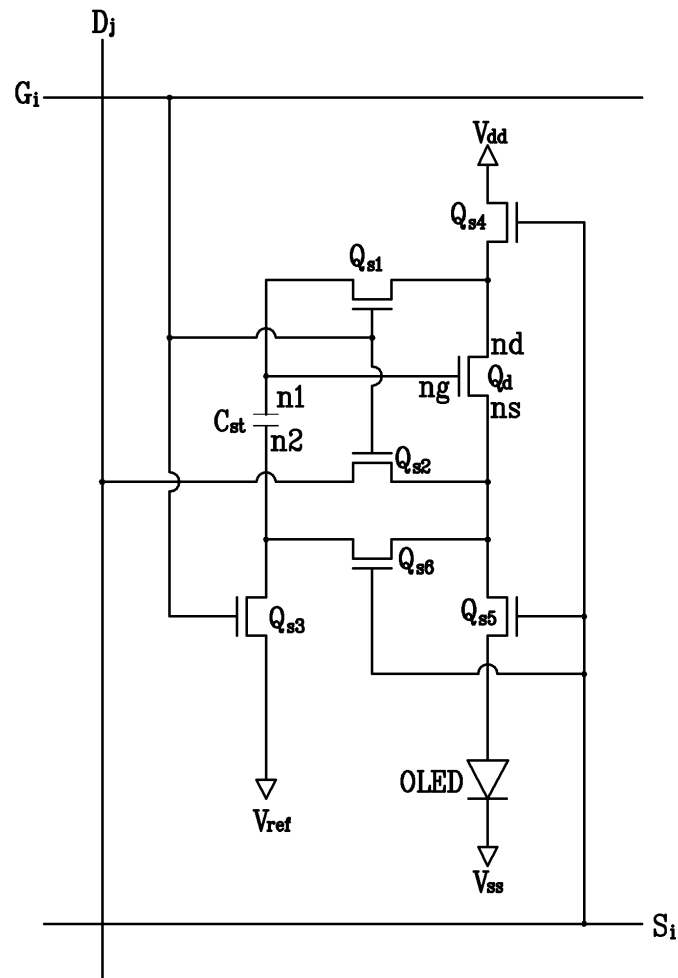 Dj
Gi
Vdd
Qs4
Qs1
nd
Qd
ng
n1
ns
Cst
n2
Qs2
Qs6
Qs3
Qs5
OLED
Vref
Vss
Si